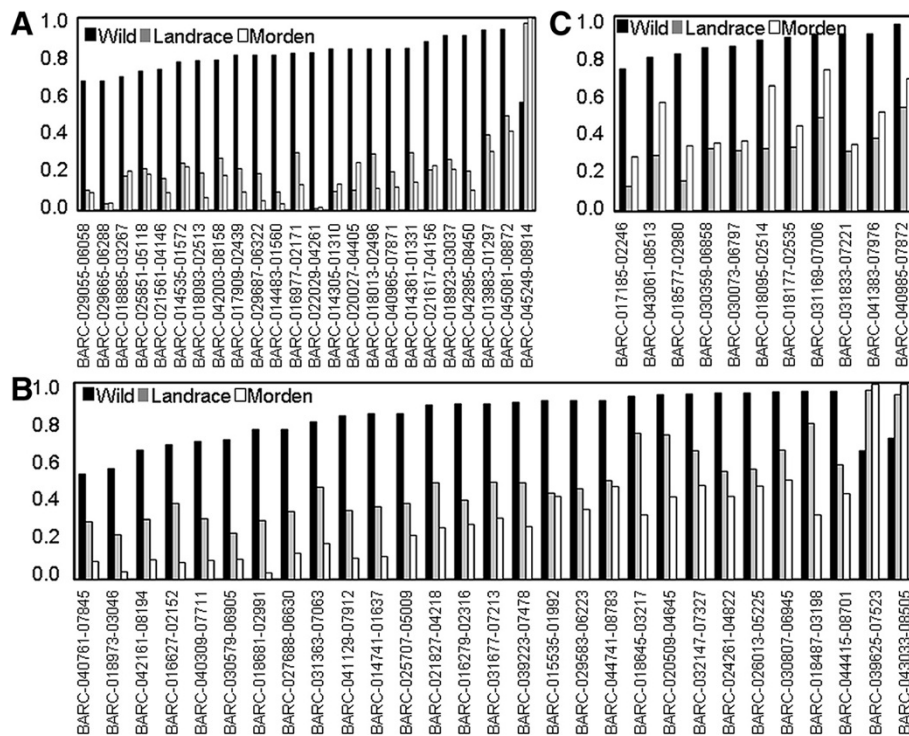 A
Wild Landrace Morden
1.0
0.8
0.6
0.4
0.2
0.0
BARC-029055-06058
BARC-029665-06288
BARC-018885-03267
BARC-025851-05118
BARC-021561-04146
BARC-014535-01572
BARC-018093-02513
BARC-042003-08158
BARC-017909-02439
BARC-029687-06322
BARC-014483-01560
BARC-016977-02171
BARC-022029-04261
BARC-013005-01310
BARC-020027-04405
BARC-018013-02496
BARC-040965-07871
BARC-014361-01331
BARC-021617-04156
BARC-018923-03037
BARC-042895-08450
BARC-013983-01297
BARC-045081-08872
BARC-045249-08914
C
Wild Landrace Morden
1.0
0.8
0.6
0.4
0.2
0.0
BARC-017185-02246
BARC-043061-08513
BARC-018577-02980
BARC-030359-06858
BARC-030073-06797
BARC-018095-02514
BARC-018177-02535
BARC-031169-07006
BARC-031833-07221
BARC-041383-07976
BARC-040985-07872
B
Wild Landrace Morden
1.0
0.8
0.6
0.4
0.2
0.0
BARC-040761-07845
BARC-018973-03046
BARC-042161-08194
BARC-016627-02152
BARC-040309-07711
BARC-030579-06905
BARC-018681-02991
BARC-027688-06630
BARC-031363-07063
BARC-041129-07912
BARC-014741-01637
BARC-025707-05009
BARC-021827-04218
BARC-016279-02316
BARC-031677-07213
BARC-039223-07478
BARC-015535-01992
BARC-029583-06223
BARC-044741-08783
BARC-018645-03217
BARC-020509-04645
BARC-032147-07327
BARC-024261-04822
BARC-026013-05225
BARC-030807-06945
BARC-018487-03198
BARC-044415-08701
BARC-039625-07523
BARC-043033-08505